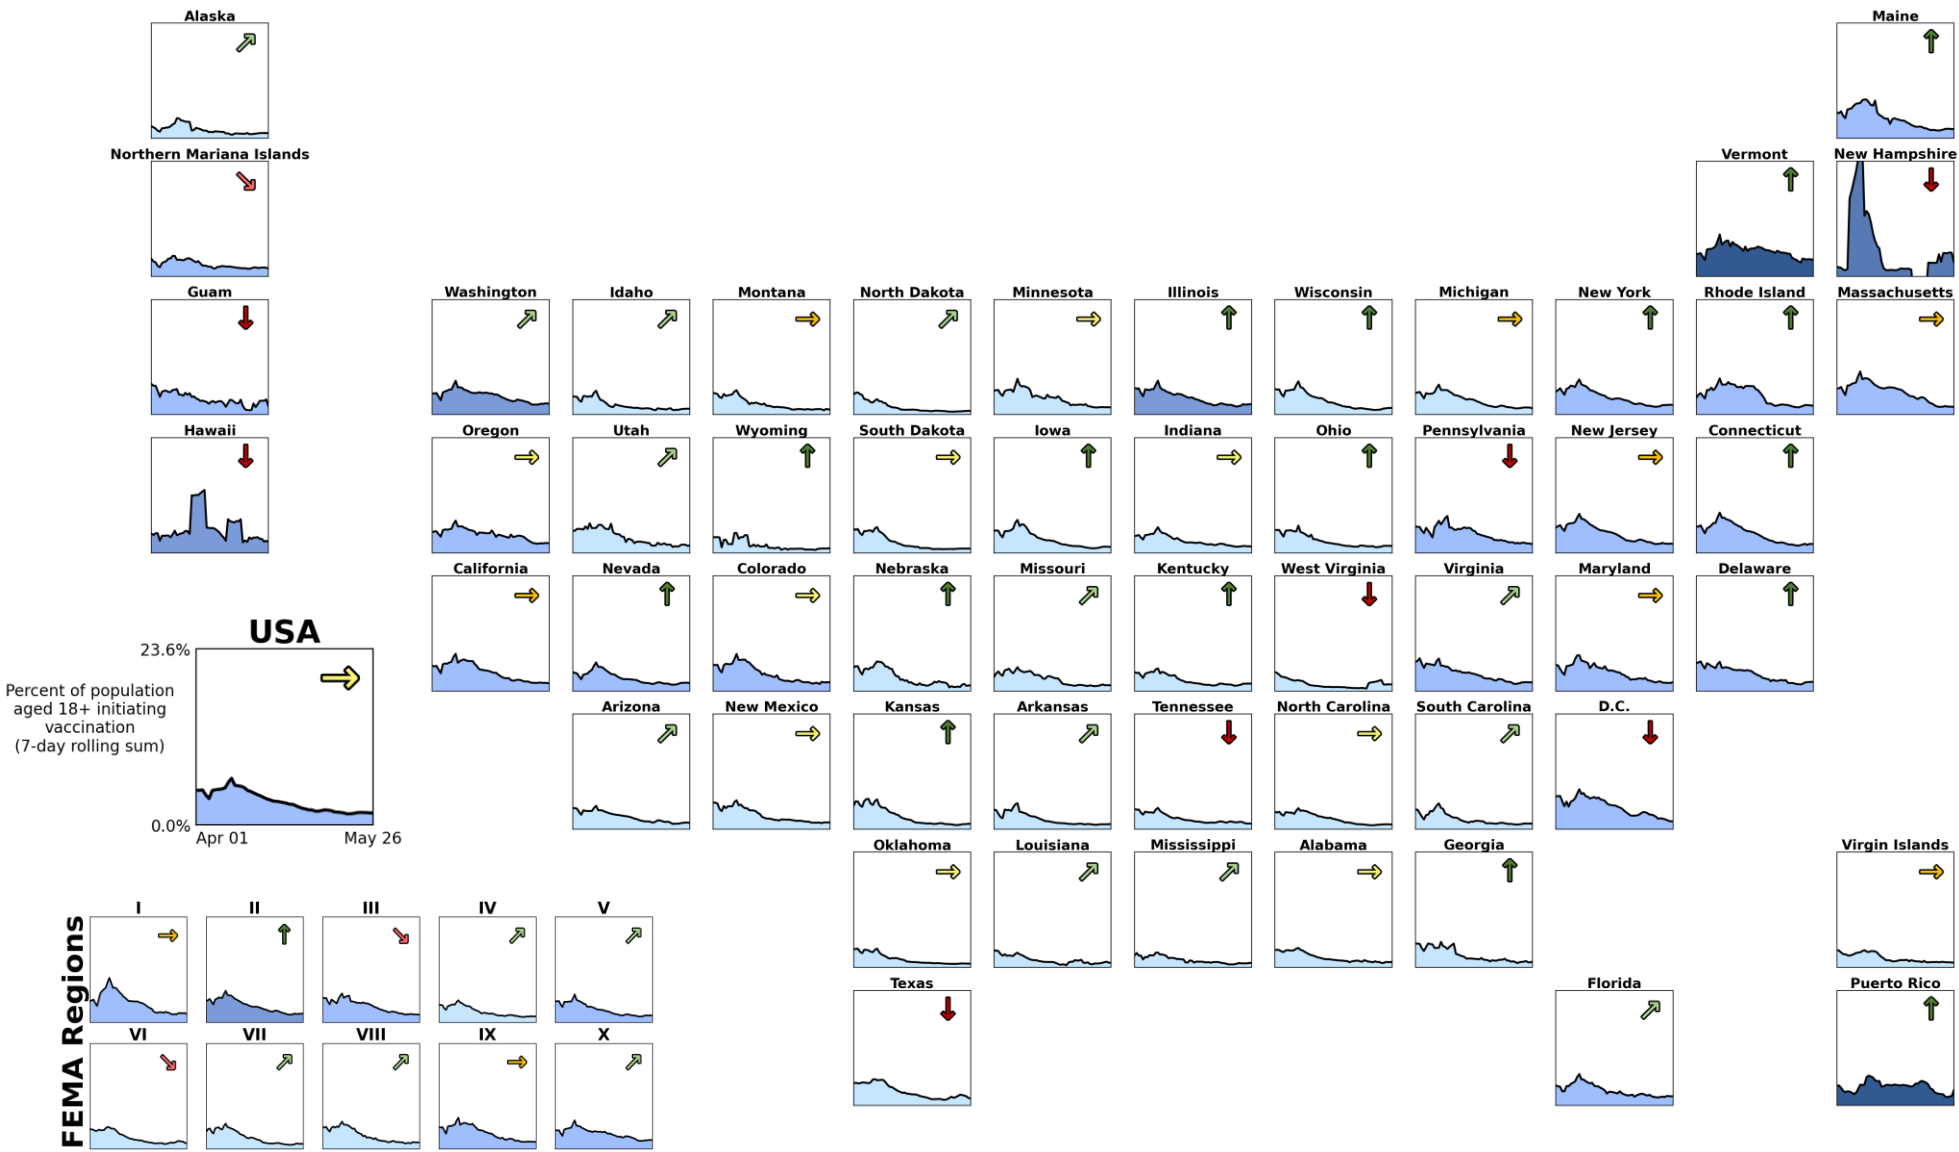 Alaska
Maine
Northern Mariana Islands
Vermont
New Hampshire
Guam
Washington
Idaho
Montana
North Dakota
Minnesota
Illinois
Wisconsin
Michigan
New York
Rhode Island
Massachusetts
Hawaii
Oregon
Utah
Wyoming
South Dakota
Iowa
Indiana
Ohio
Pennsylvania
New Jersey
Connecticut
California
Nevada
Colorado
Nebraska
Missouri
Kentucky
West Virginia
Virginia
Maryland
Delaware
USA
23.6%
Percent of population
aged 18+ initiating
vaccination
(7-day rolling sum)
0.0%
Apr 01
May 26
Arizona
New Mexico
Kansas
Arkansas
Tennessee
North Carolina
South Carolina
D.C.
Oklahoma
Louisiana
Mississippi
Alabama
Georgia
Virgin Islands
Texas
Florida
Puerto Rico
FEMA Regions
I
II
III
IV
V
VI
VII
VIII
IX
X